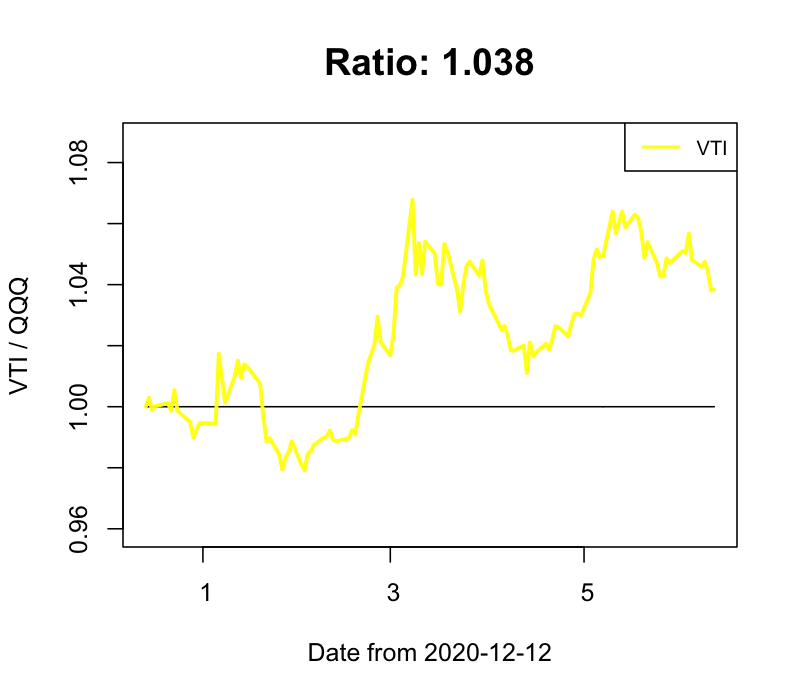 Ratio: 1.038
VTI
VTI / QQQ
1.08
1.04
1.00
0.96
1 3 5
Date from 2020-12-12